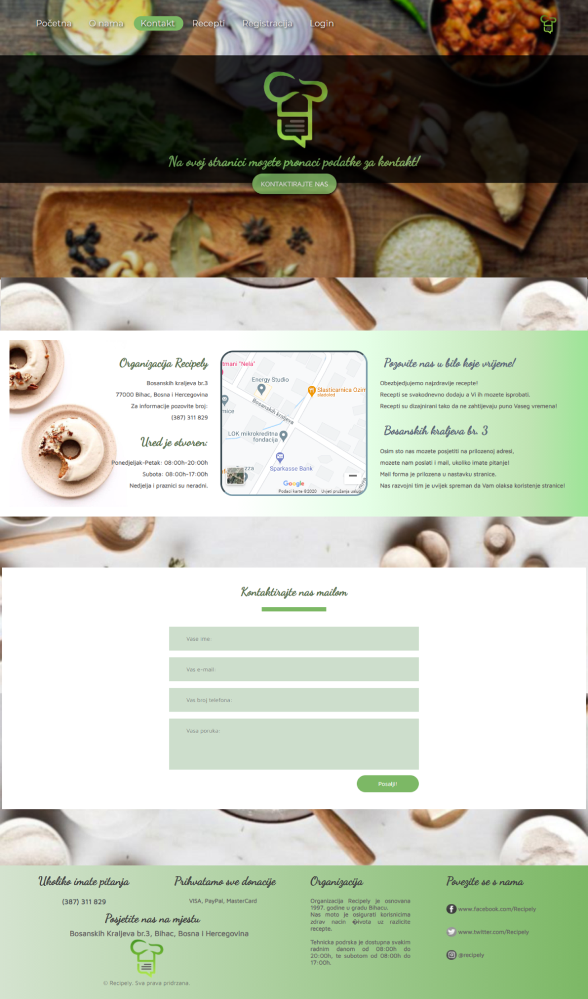 Početna O nama Kontakt Recepti Registracija Login
Na ovoj stranici mozete pronaci podatke za kontakt!
KONTAKTIRAJTE NAS
Organizacija Recipely
Bosanskih kraljeva br.3
77000 Bihac, Bosna i Hercegovina
Za informacije pozovite broj:
(387) 311 829
Ured je otvoren:
Ponedjeljak-Petak: 08:00h-20:00h
Subota: 08:00h-17:00h
Nedjelja i praznici su neradni.
tmani "Nela"
Energy Studio
Slasticarnica Ozim
sladoled
mice
Bosanskih kraljeva
LOK mikrokreditna
fondacija
zza
Sparkasse Bank
Google
nova
Podaci karte ©2020 Uvjeti pružanja usluge
Pozovite nas u bilo koje vrijeme!
Obezbjedjujemo najzdravije recepte!
Recepti se svakodnevno dodaju a Vi ih mozete isprobati.
Recepti su dizajnirani tako da ne zahtijevaju puno Vaseg vremena!
Bosanskih kraljeva br. 3
Osim sto nas mozete posjetiti na prilozenoj adresi,
mozete nam poslati i mail, ukoliko imate pitanje!
Mail forma je prilozena u nastavku stranice.
Nas razvojni tim je uvijek spreman da Vam olaksa koristenje stranice!
Kontaktirajte nas mailom
Vase ime:
Vas e-mail:
Vas broj telefona:
Vasa poruka:
Posalji!
Ukoliko imate pitanja
(387) 311 829
Prihvatamo sve donacije
VISA, PayPal, MasterCard
Posjetite nas na mjestu
Bosanskih Kraljeva br.3, Bihac, Bosna i Hercegovina
© Recipely. Sva prava pridrzana.
Organizacija
Organizacija Recipely je osnovana
1997. godine u gradu Bihacu.
Nas moto je osigurati korisnicima
zdrav nacin �ivota uz razlicite
recepte.
Tehnicka podrska je dostupna svakim
radnim danom od 08:00h do
20:00h, te subotom od 08:00h do
17:00h.
Povezite se s nama
www.facebook.com/Recipely
www.twitter.com/Recipely
@recipely